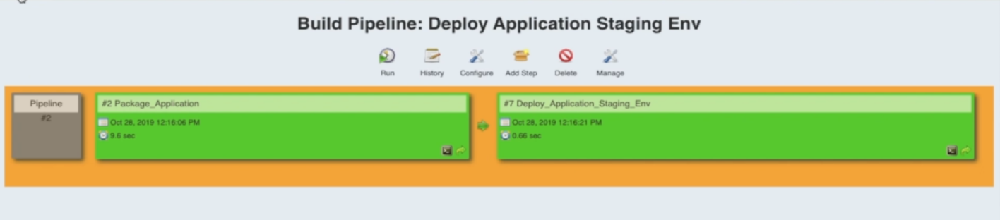 Build Pipeline: Deploy Application Staging Env
Run History Configure Add Step Delete Manage
Pipeline
#2
#2 Package_Application
Oct 28, 2019 12:16:06 PM
9.6 sec
#7 Deploy_Application_Staging_Env
Oct 28, 2019 12:16:21 PM
0.66 sec